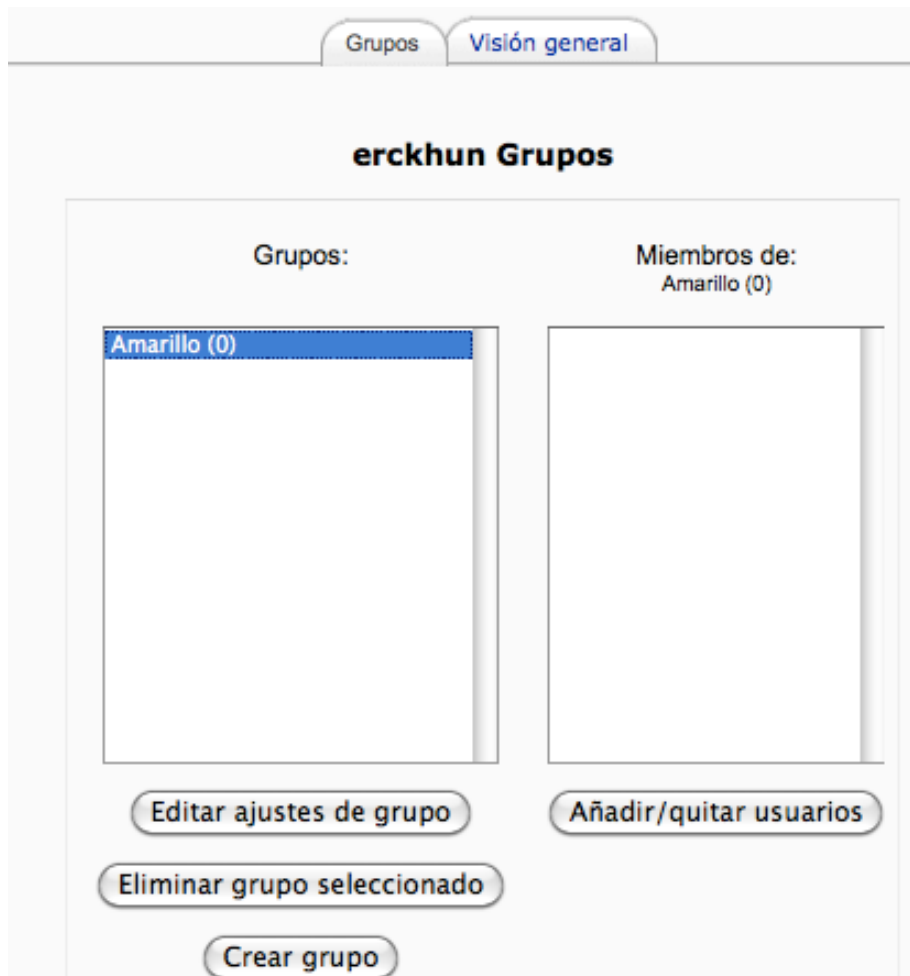 Grupos
Visión general
erckhun Grupos
Grupos:
Miembros de:
Amarillo (0)
Amarillo (0)
Editar ajustes de grupo
Añadir/quitar usuarios
Eliminar grupo seleccionado
Crear grupo